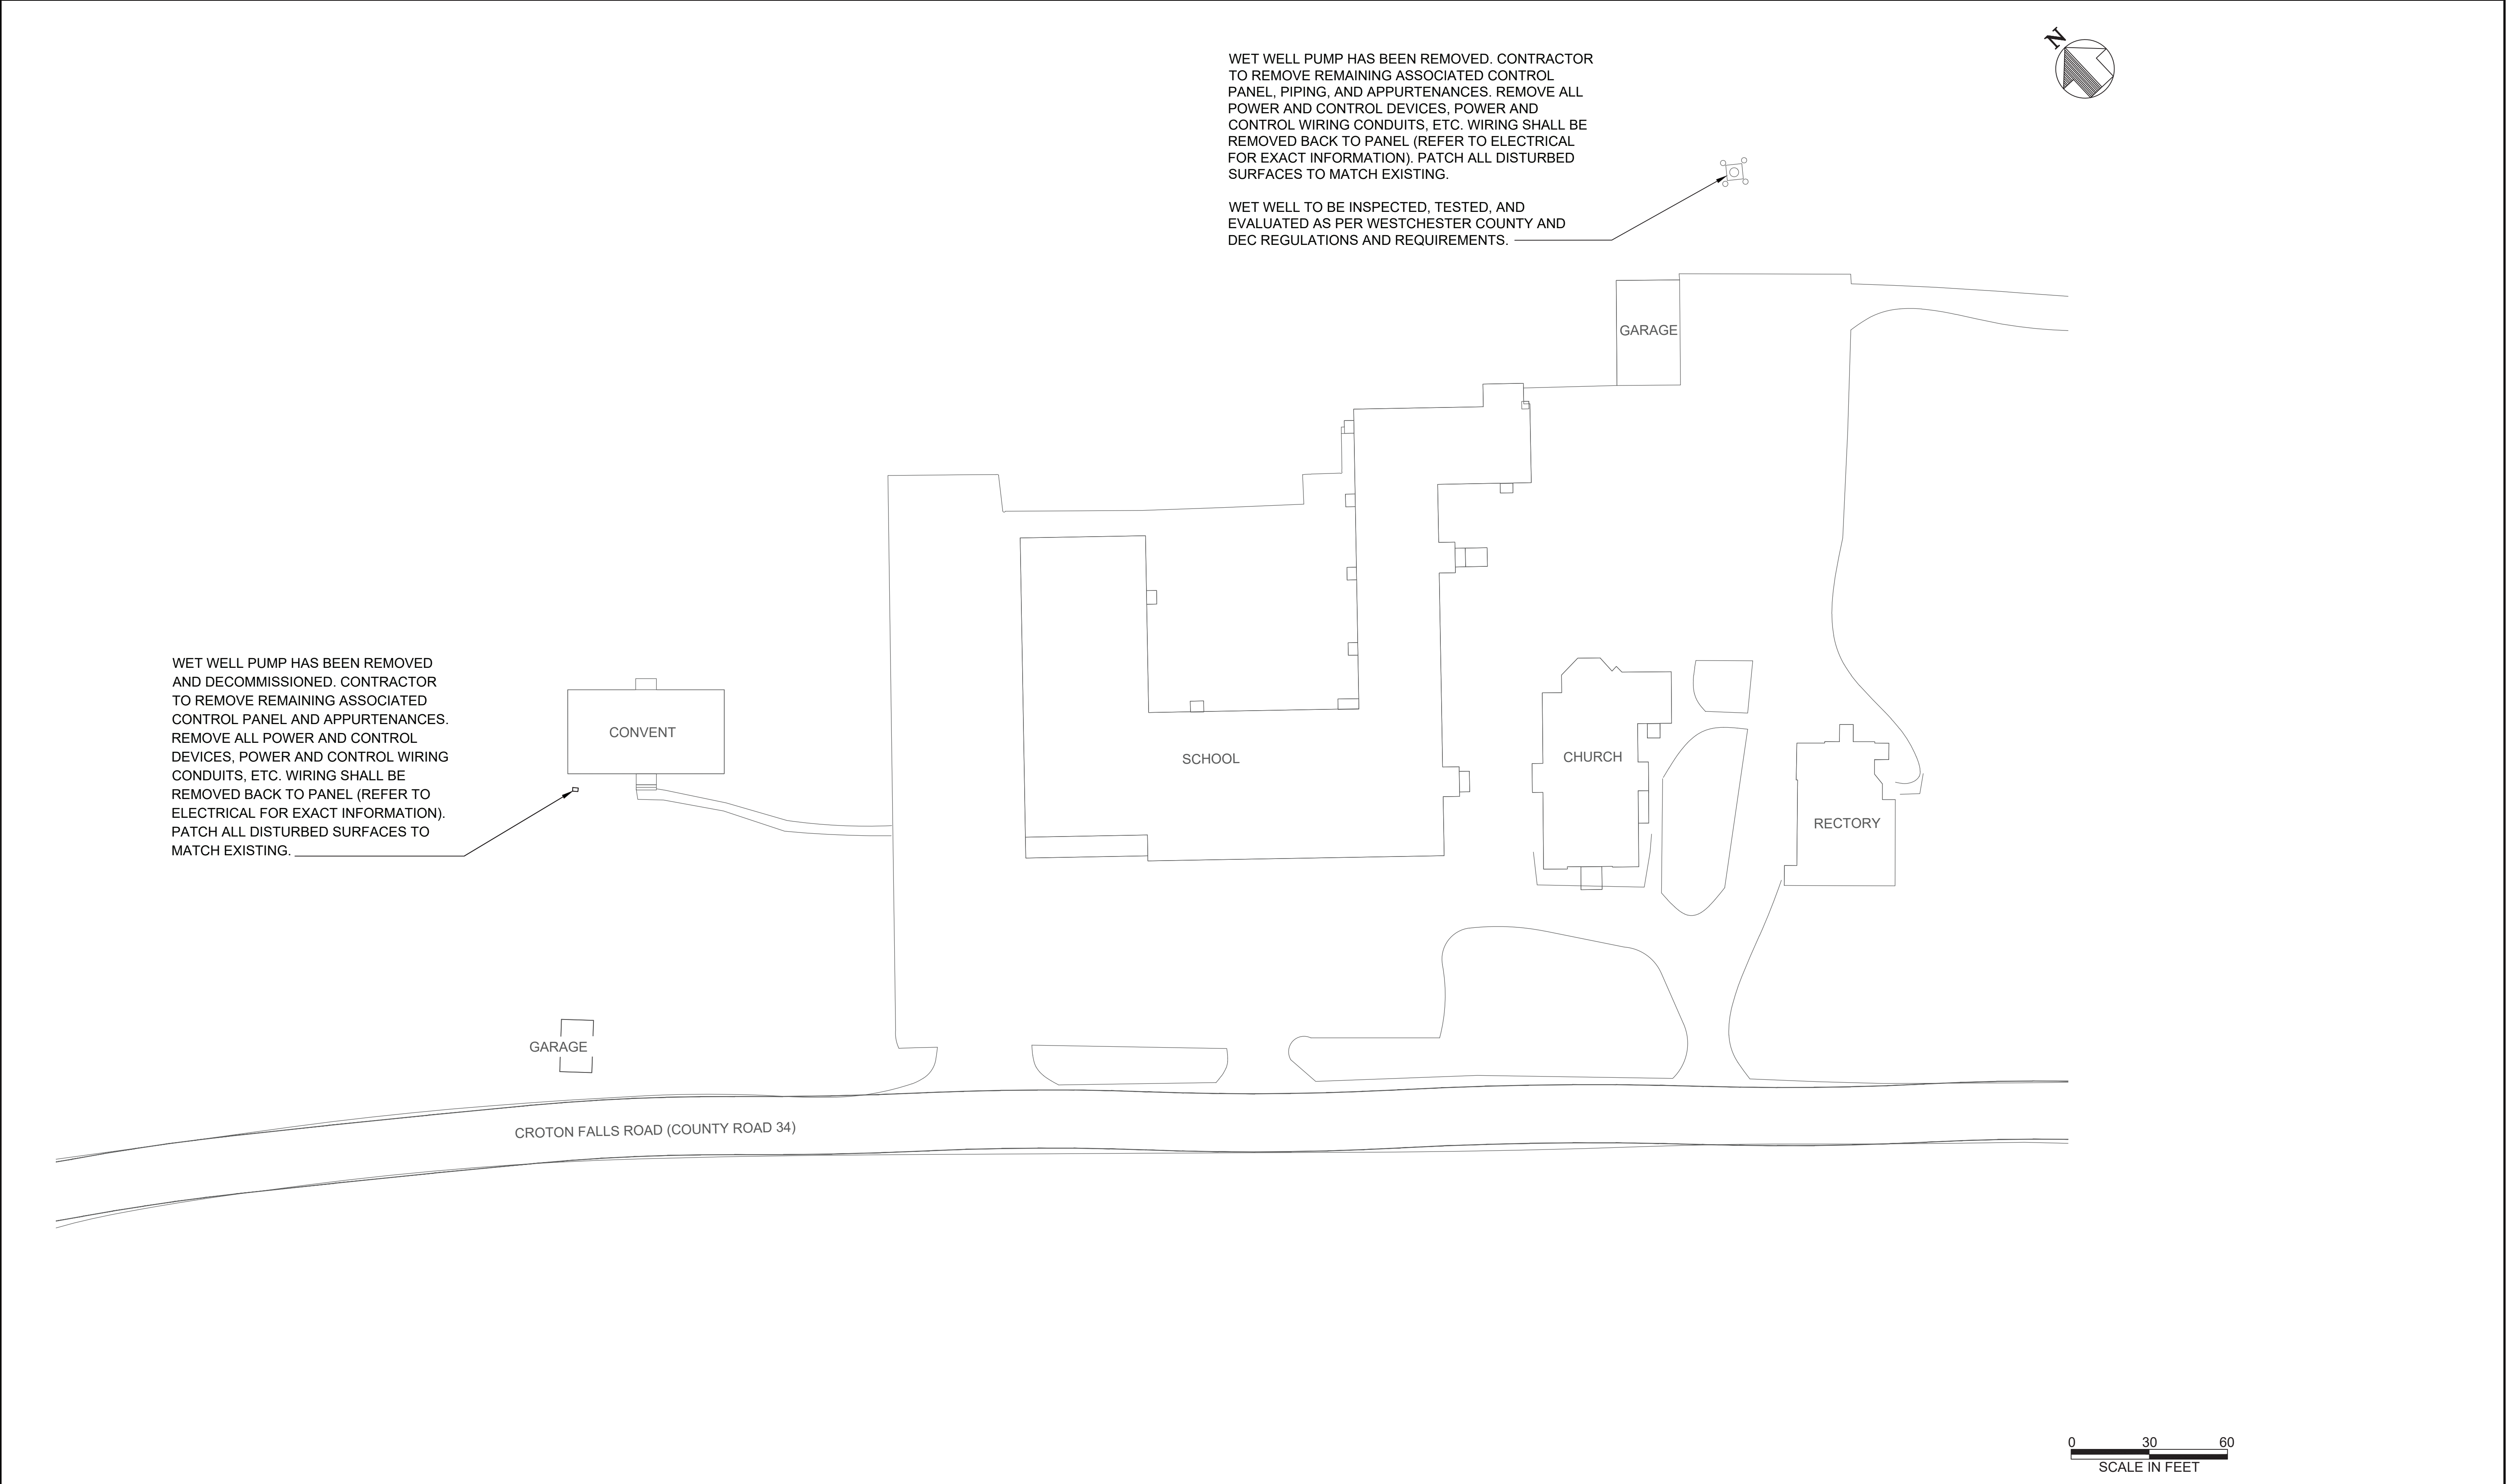 N
WET WELL PUMP HAS BEEN REMOVED. CONTRACTOR
TO REMOVE REMAINING ASSOCIATED CONTROL
PANEL, PIPING, AND APPURTENANCES. REMOVE ALL
POWER AND CONTROL DEVICES, POWER AND
CONTROL WIRING CONDUITS, ETC. WIRING SHALL BE
REMOVED BACK TO PANEL (REFER TO ELECTRICAL
FOR EXACT INFORMATION). PATCH ALL DISTURBED
SURFACES TO MATCH EXISTING.
WET WELL TO BE INSPECTED, TESTED, AND
EVALUATED AS PER WESTCHESTER COUNTY AND
DEC REGULATIONS AND REQUIREMENTS.
GARAGE
WET WELL PUMP HAS BEEN REMOVED
AND DECOMMISSIONED. CONTRACTOR
TO REMOVE REMAINING ASSOCIATED
CONTROL PANEL AND APPURTENANCES.
REMOVE ALL POWER AND CONTROL
DEVICES, POWER AND CONTROL WIRING
CONDUITS, ETC. WIRING SHALL BE
REMOVED BACK TO PANEL (REFER TO
ELECTRICAL FOR EXACT INFORMATION).
PATCH ALL DISTURBED SURFACES TO
MATCH EXISTING.
CONVENT
SCHOOL
CHURCH
RECTORY
GARAGE
CROTON FALLS ROAD (COUNTY ROAD 34)
0 30 60
SCALE IN FEET